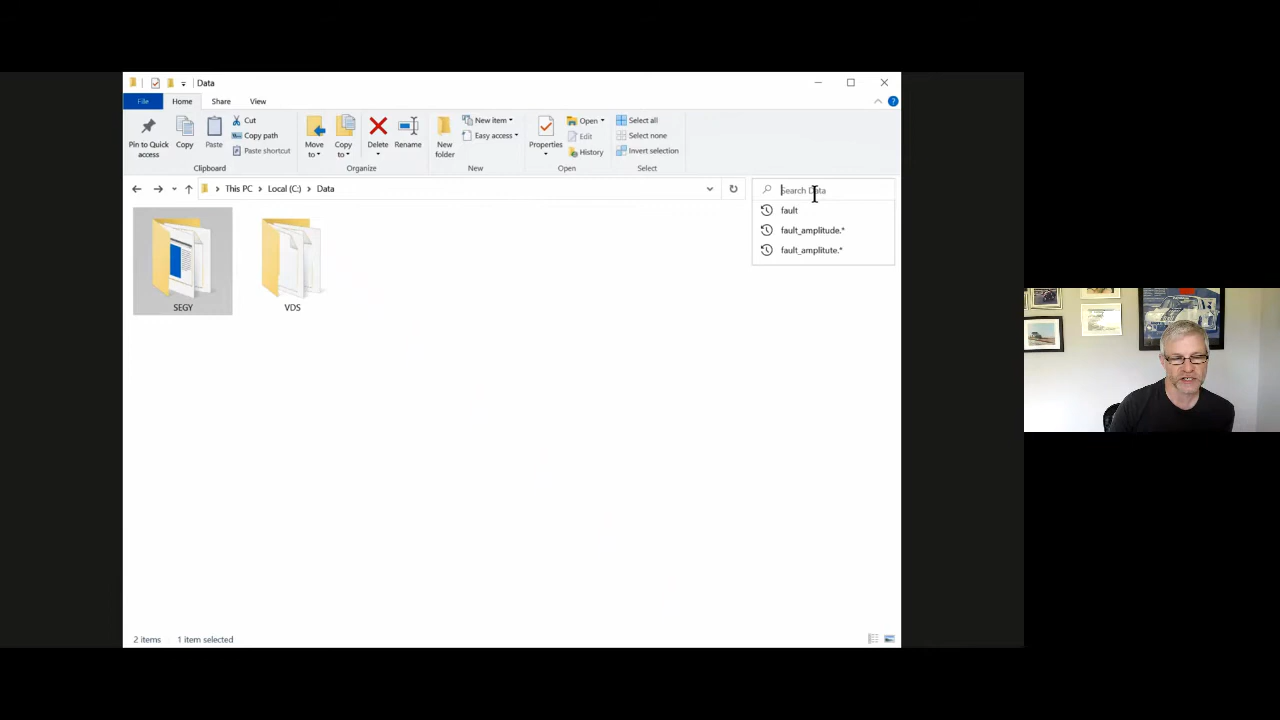 Data
File Home Share View
Pin to Quick access
Copy
Paste
Cut
Copy path
Paste shortcut
Clipboard
Move to
Copy to
Delete
Rename
Organize
New folder
New item
Easy access
New
Properties
Open
Edit
History
Open
Select all
Select none
Invert selection
Select
This PC > Local (C:) > Data
Search Data
fault
fault_amplitude.*
fault_amplitute.*
SEGY
VDS
2 items 1 item selected